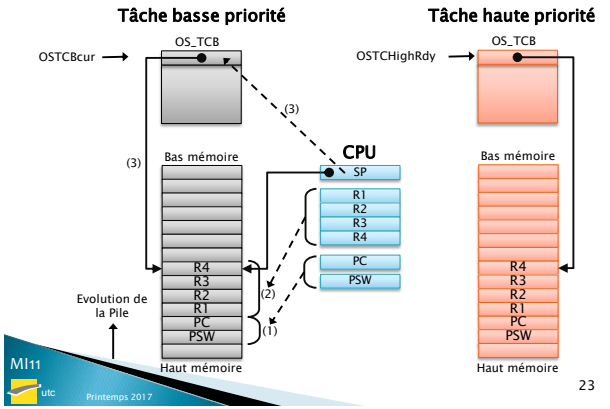 Tâche basse priorité
Tâche haute priorité
OS_TCB
OSTCBcur
OS_TCB
OSTCHighRdy
(3)
(3)
CPU
Bas mémoire
SP
R1
R2
R3
R4
PC
PSW
Bas mémoire
R4
R3
R2
R1
PC
PSW
(2)
(1)
R4
R3
R2
R1
PC
PSW
Evolution de
la Pile
Haut mémoire
Haut mémoire
MI11
utc
Printemps 2017
23